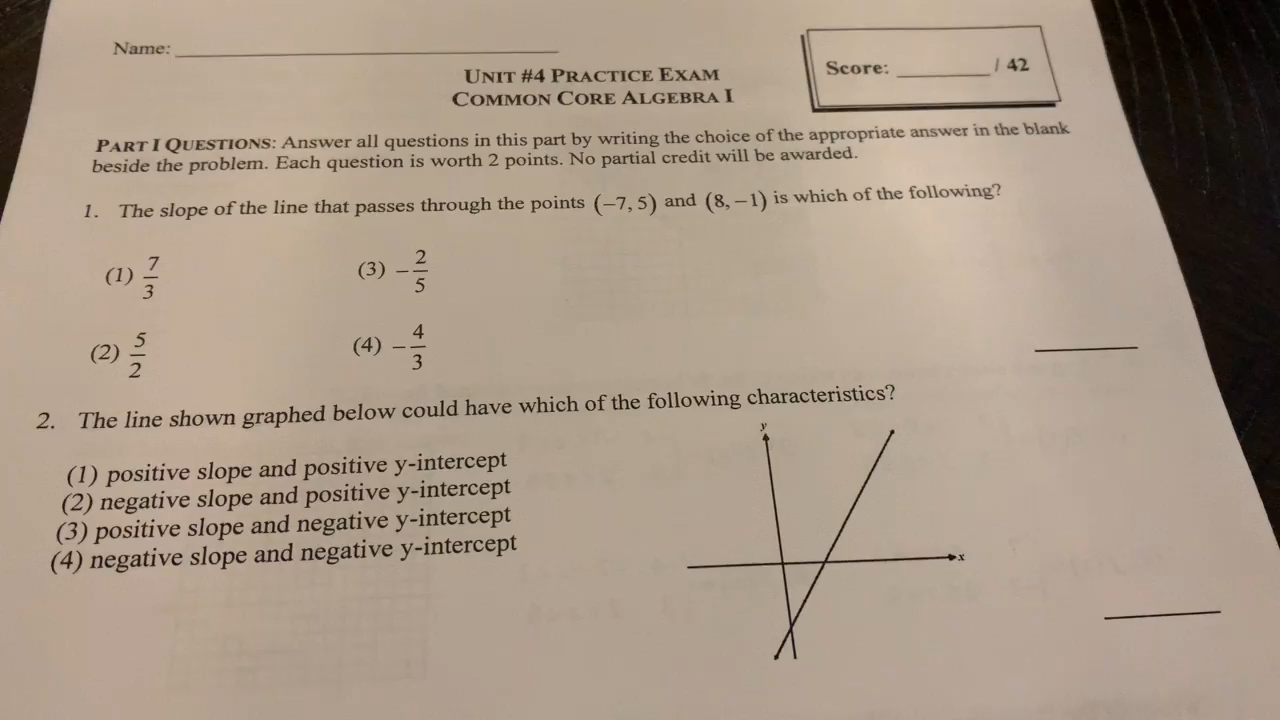 Name: ____________________
UNIT #4 PRACTICE EXAM
COMMON CORE ALGEBRA I
Score: ________ / 42
PART I QUESTIONS: Answer all questions in this part by writing the choice of the appropriate answer in the blank
beside the problem. Each question is worth 2 points. No partial credit will be awarded.
1. The slope of the line that passes through the points (−7, 5) and (8, −1) is which of the following?
(1) 7/3 (3) −2/5
(2) 5/2 (4) −4/3
2. The line shown graphed below could have which of the following characteristics?
(1) positive slope and positive y-intercept
(2) negative slope and positive y-intercept
(3) positive slope and negative y-intercept
(4) negative slope and negative y-intercept
y
x